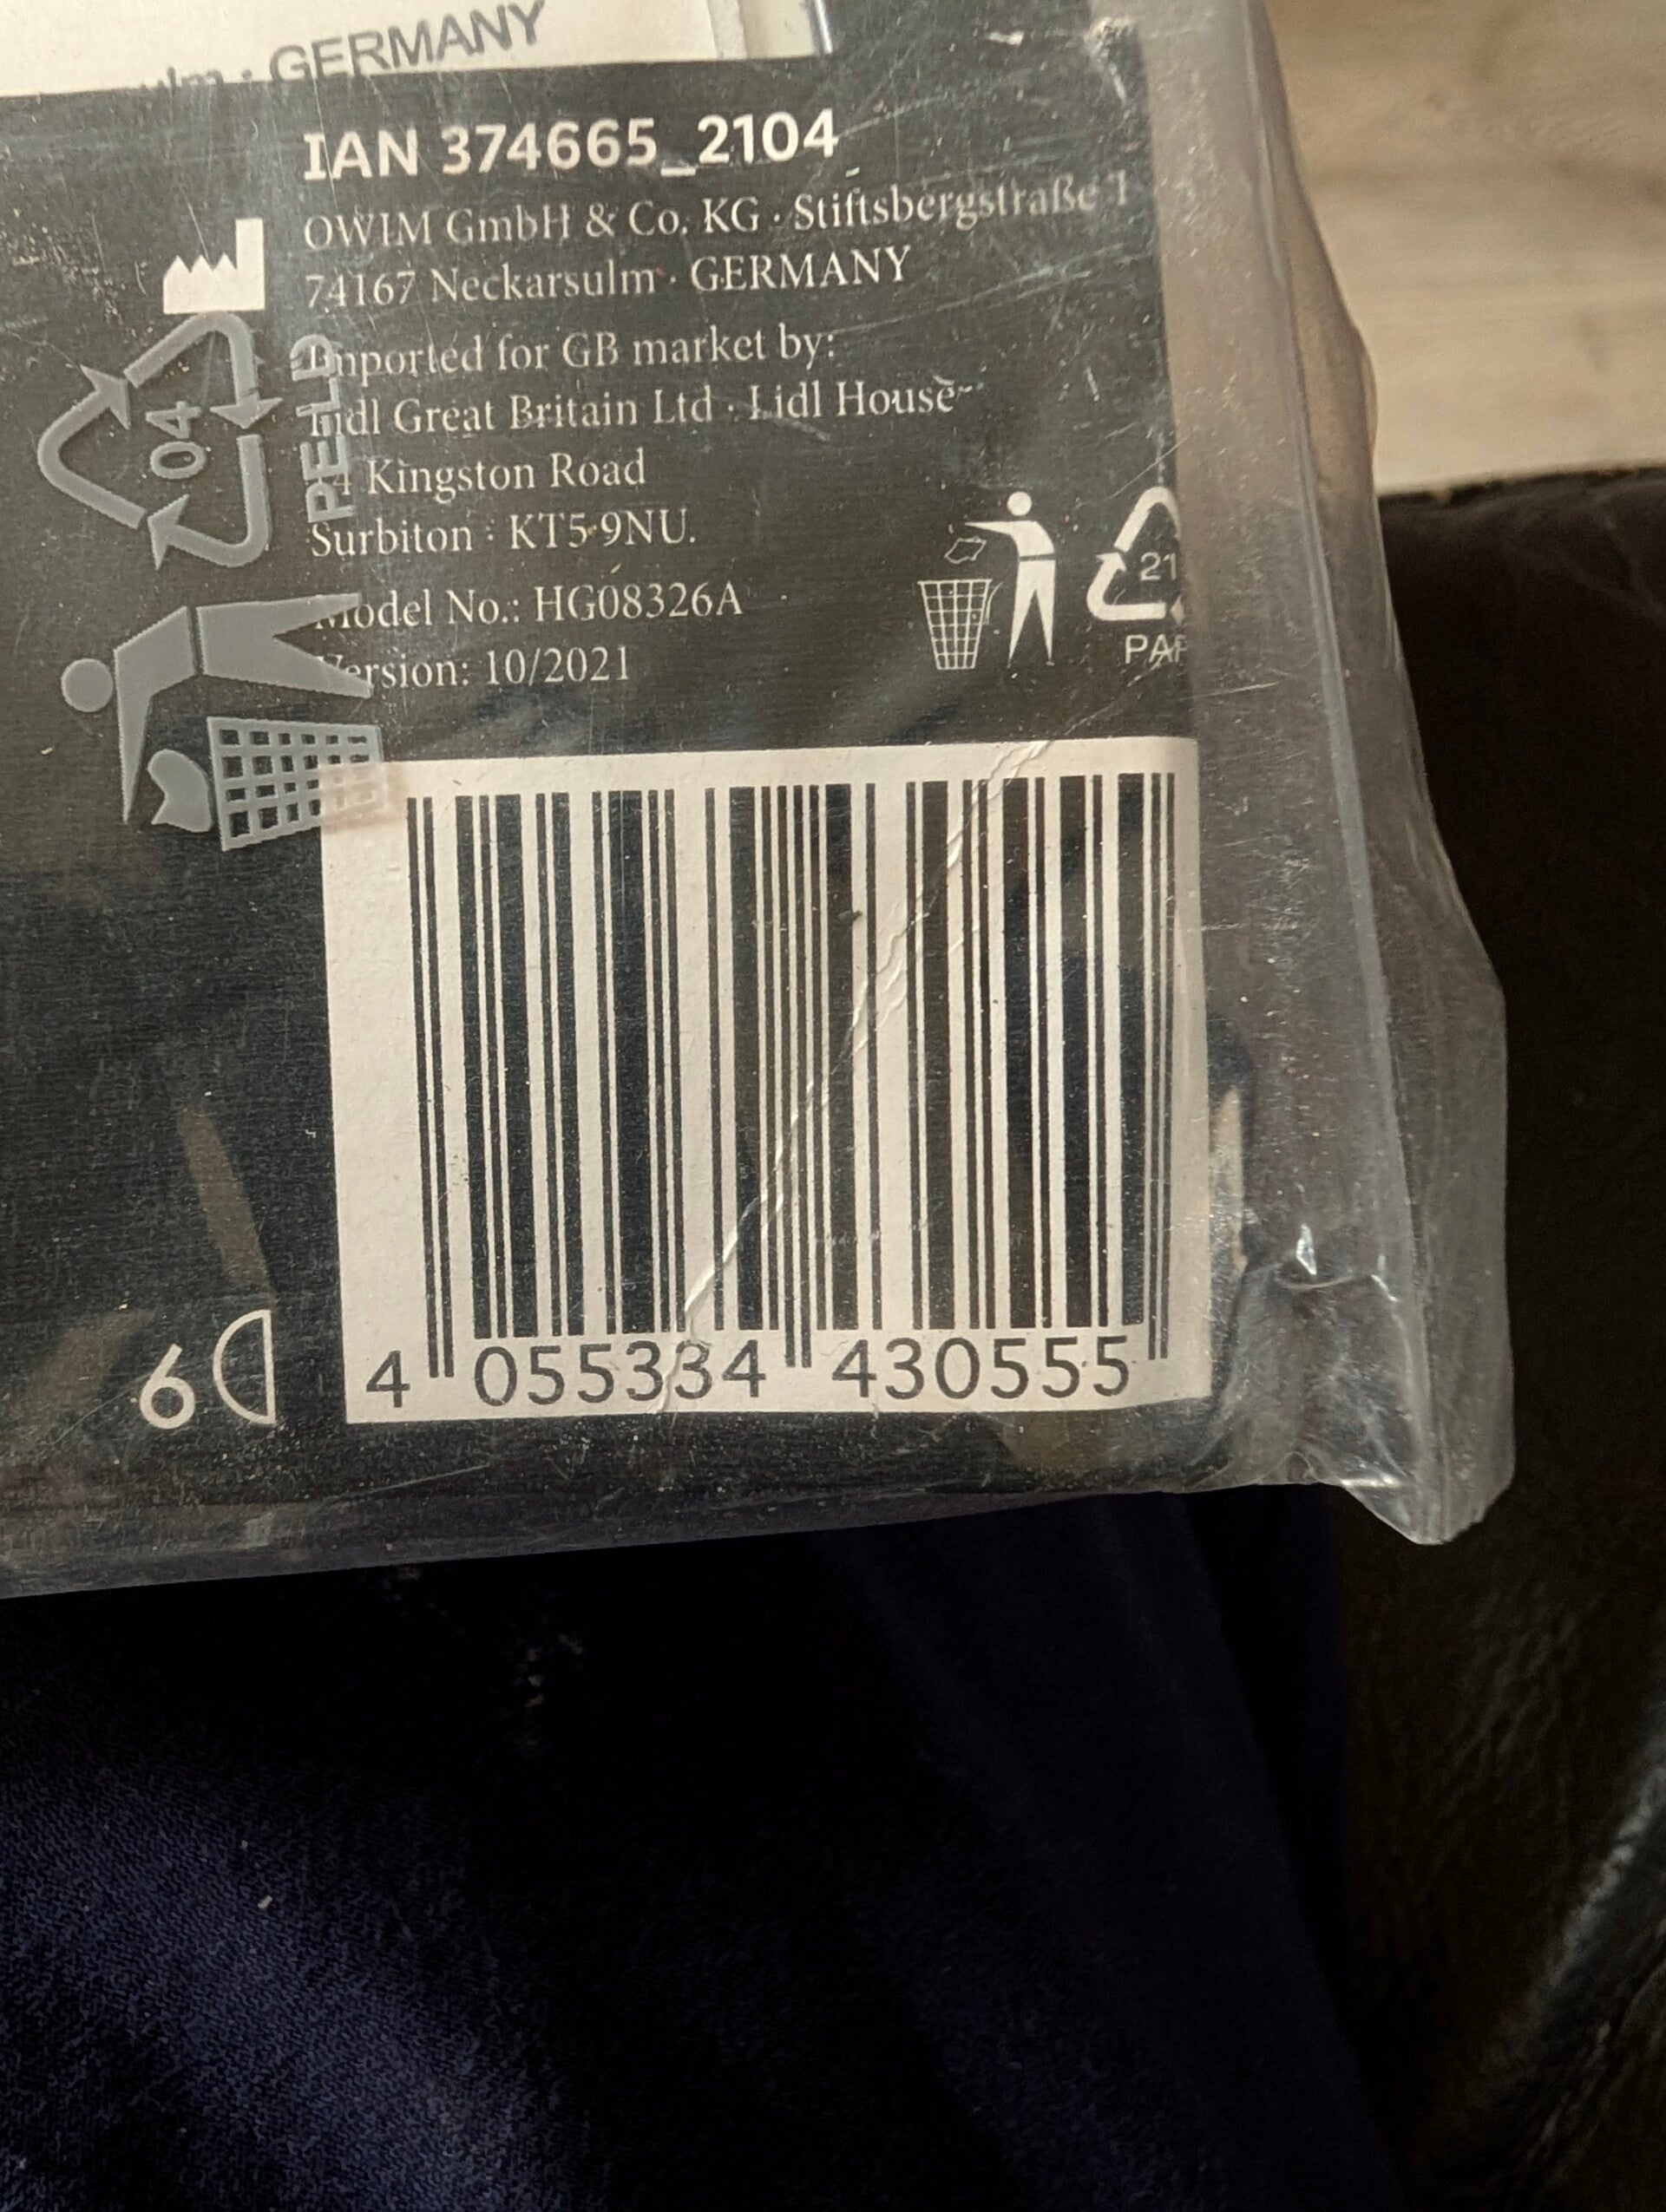 GERMANY
IAN 374665_2104
OWIM GmbH & Co. KG · Stiftsbergstraße 1
74167 Neckarsulm · GERMANY
Imported for GB market by:
Lidl Great Britain Ltd · Lidl House
Kingston Road
Surbiton · KT5 9NU.
Model No.: HG08326A
Version: 10/2021
04
PELD
21
6
4 055334 430555